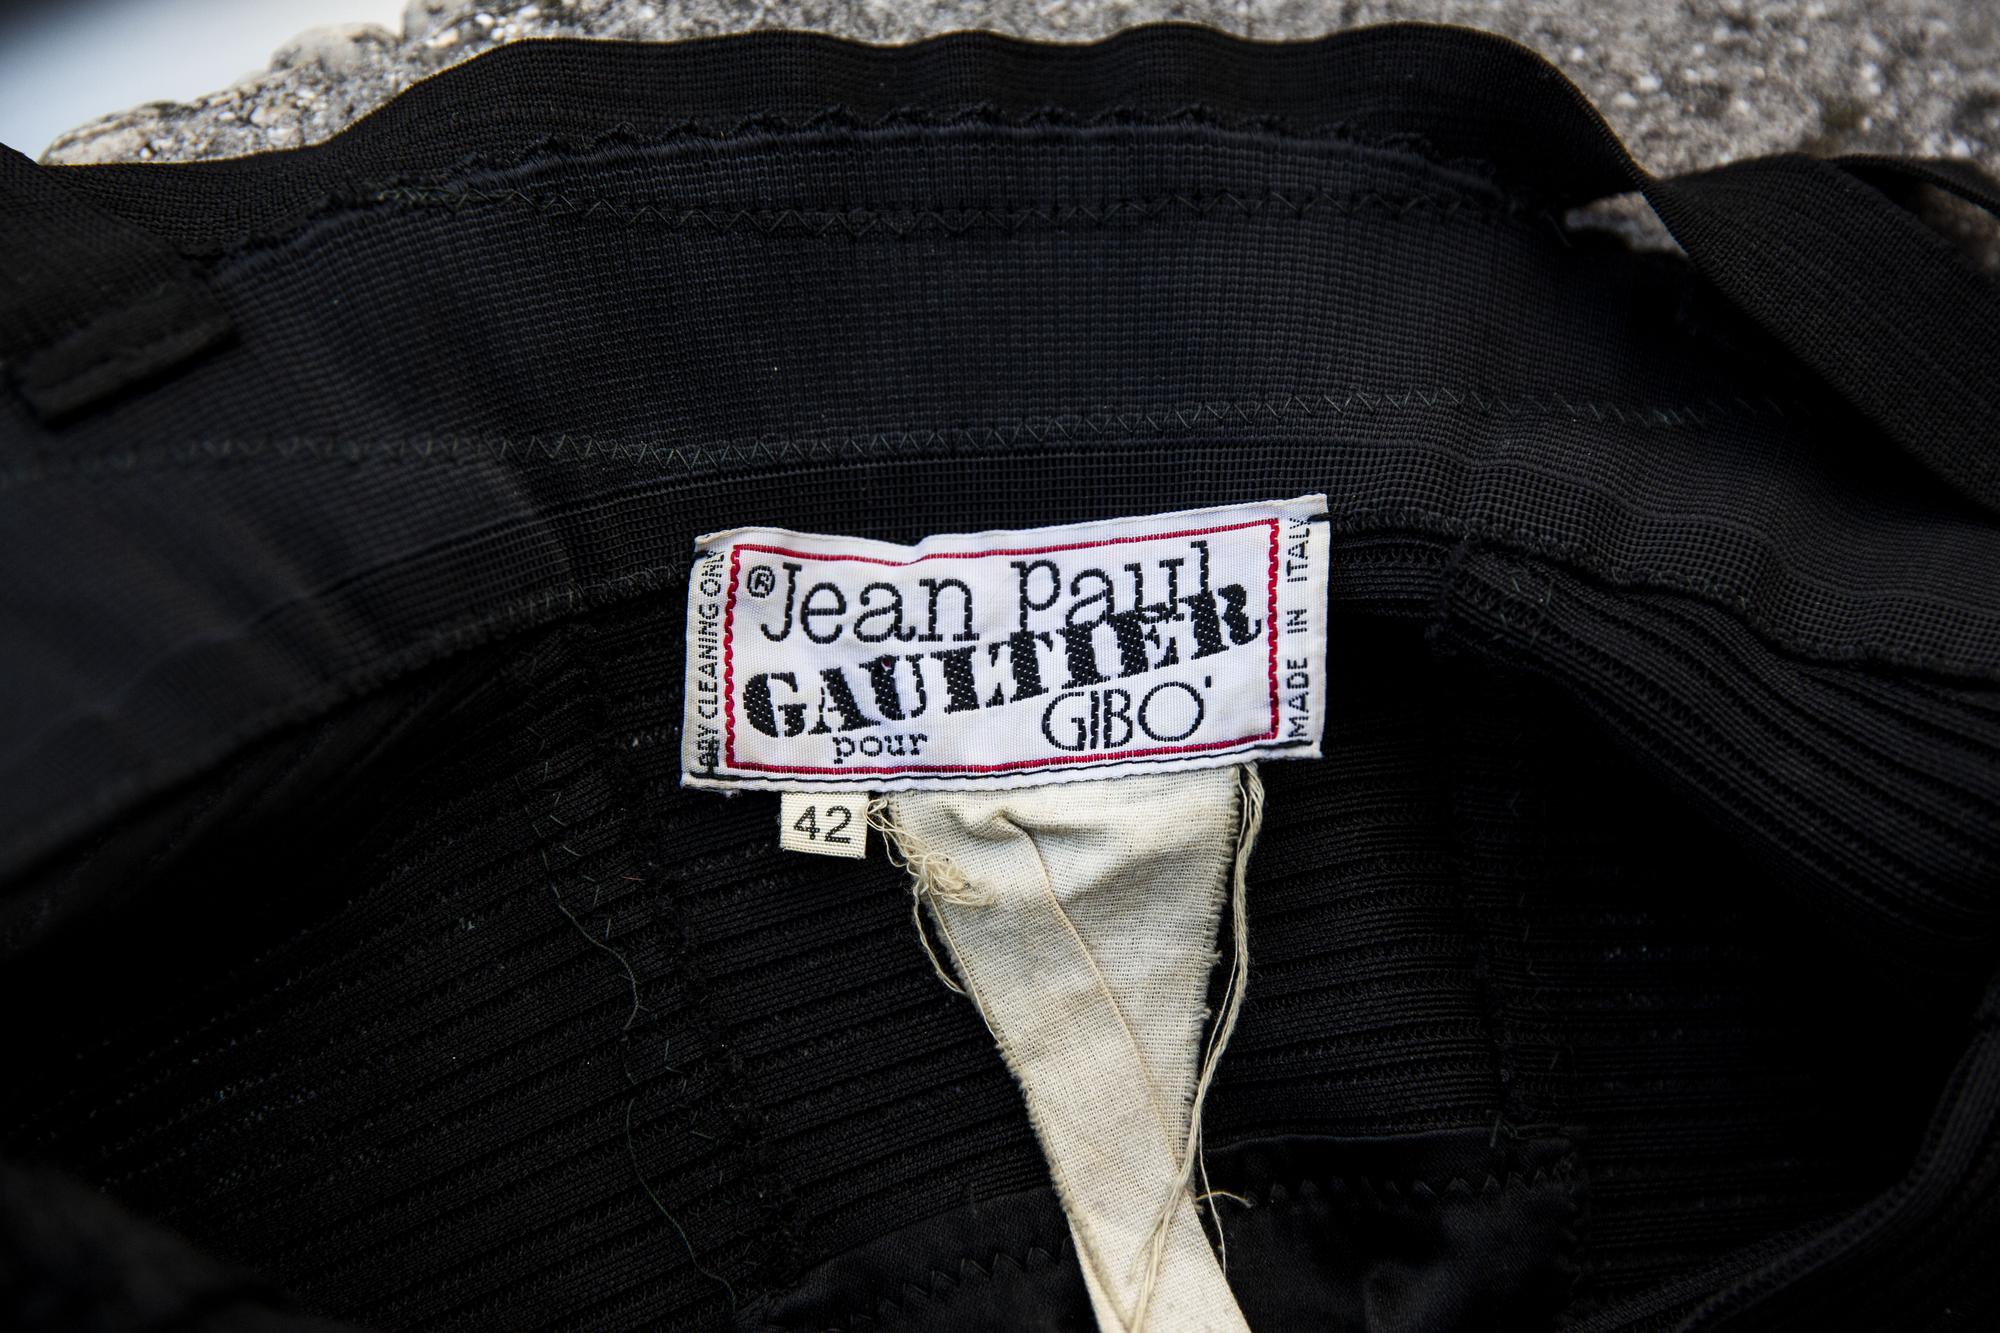 ® Jean Paul
GAULTIER
pour GIBO'
DRY CLEANING ONLY
MADE IN ITALY
42